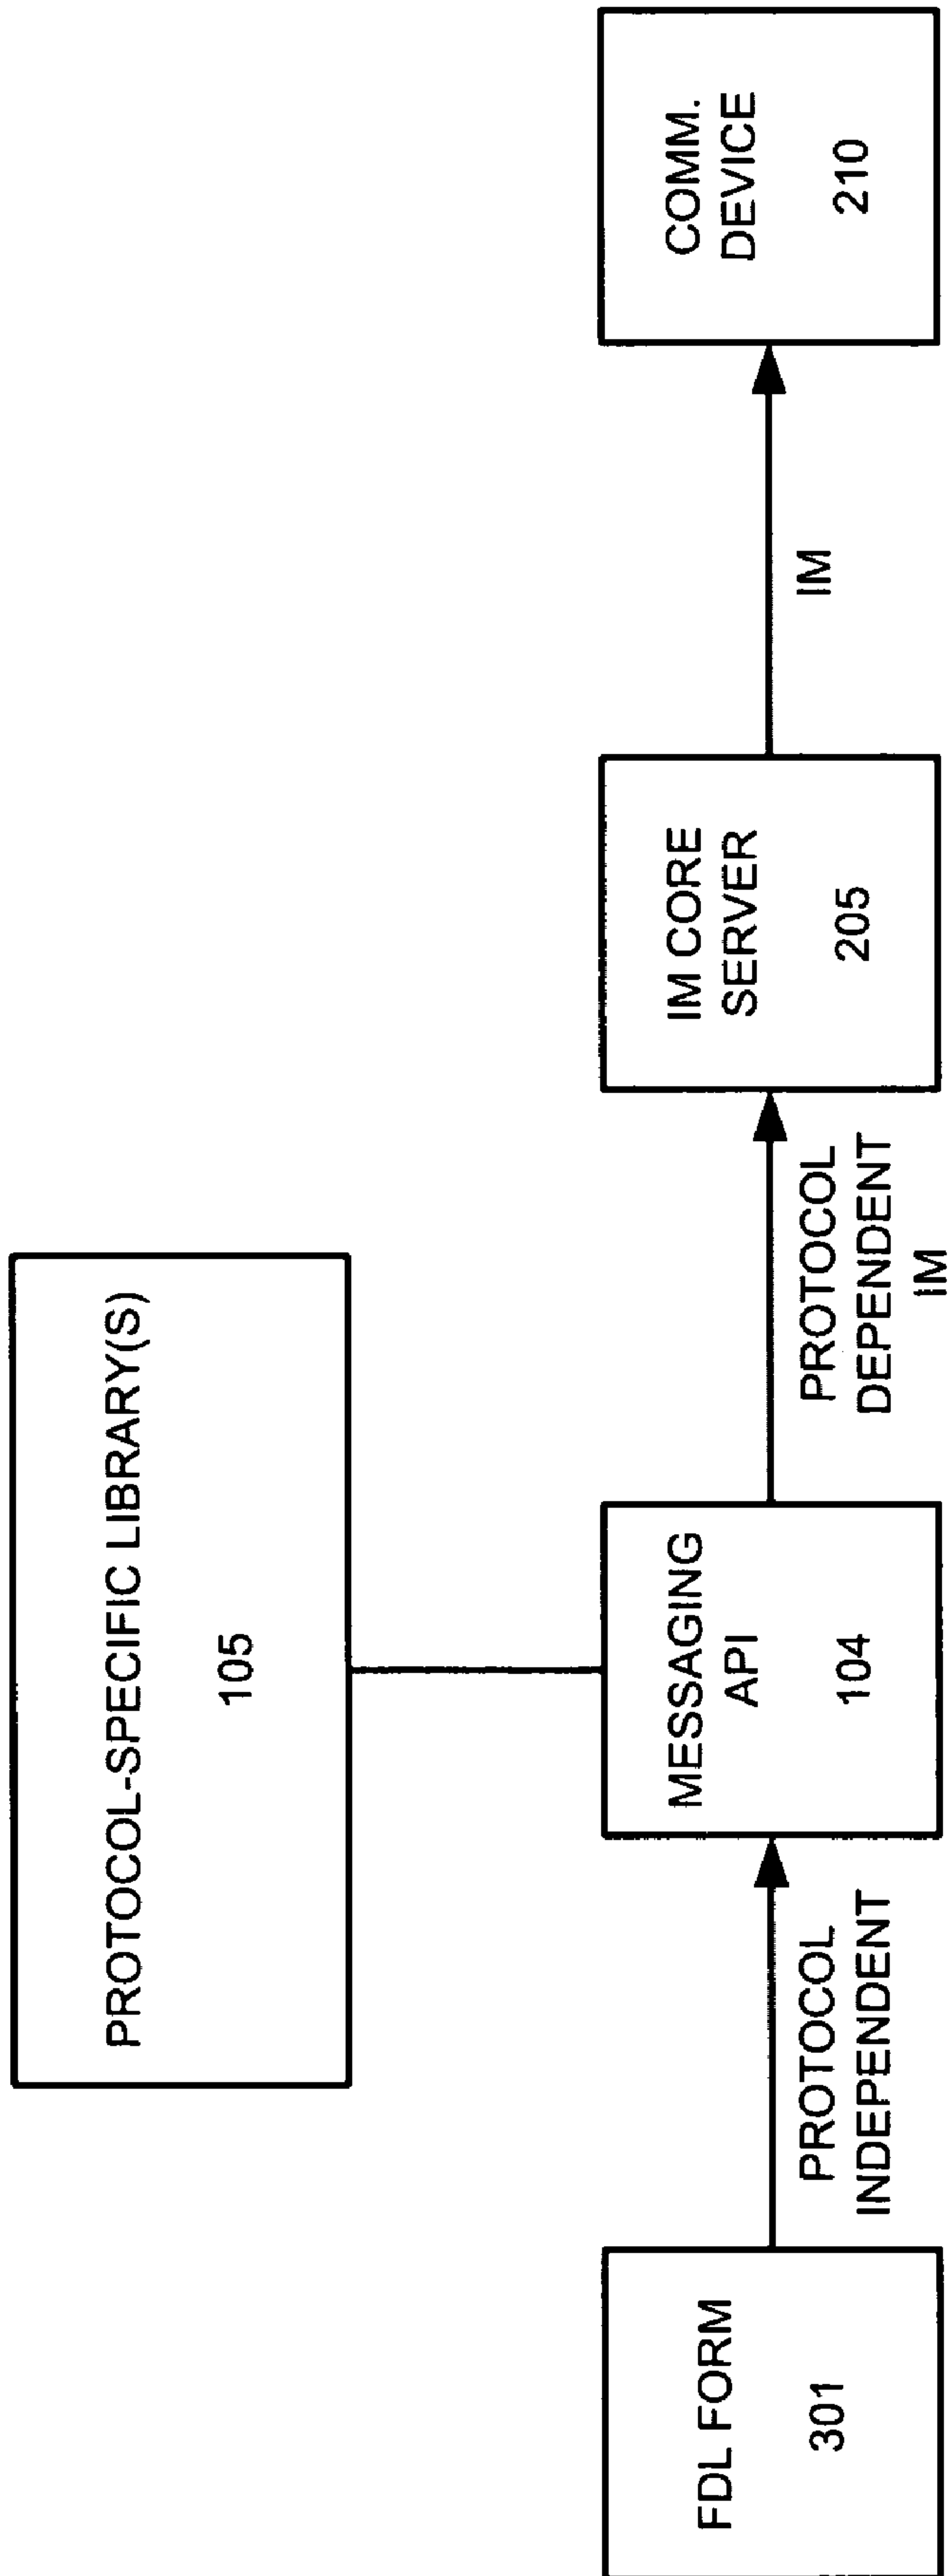 PROTOCOL-SPECIFIC LIBRARY(S)
105
FDL FORM
301
PROTOCOL
INDEPENDENT
MESSAGING
API
104
PROTOCOL
DEPENDENT
IM
IM CORE
SERVER
205
IM
COMM.
DEVICE
210